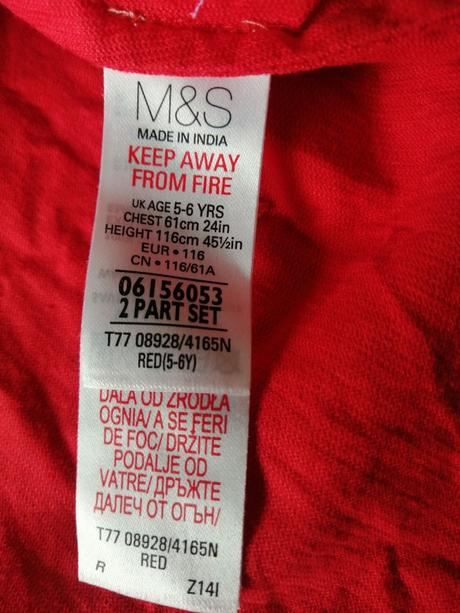 M&S
MADE IN INDIA
KEEP AWAY
FROM FIRE
UK AGE 5-6 YRS
CHEST 61cm 24in
HEIGHT 116cm 45½in
EUR • 116
CN • 116/61A
06156053
2 PART SET
T77 08928/4165N
RED(5-6Y)
DALA OD ŹRÓDŁA
OGNIA/ A SE FERI
DE FOC/ DRŽITE
PODALJE OD
VATRE/ ДРЪЖТЕ
ДАЛЕЧ ОТ ОГЪН/
T77 08928/4165N
RED
R
Z14I